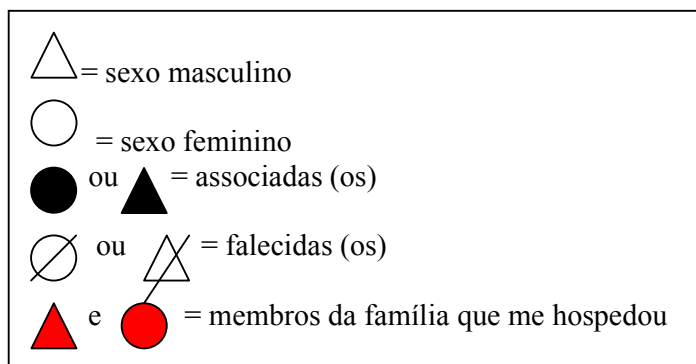 = sexo masculino
= sexo feminino
ou = associadas (os)
ou = falecidas (os)
e = membros da família que me hospedou